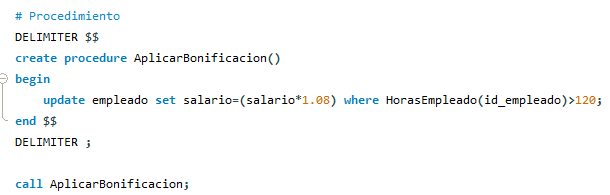 # Procedimiento
DELIMITER $$
create procedure AplicarBonificacion()
begin
update empleado set salario=(salario*1.08) where HorasEmpleado(id_empleado)>120;
end $$
DELIMITER ;
call AplicarBonificacion;